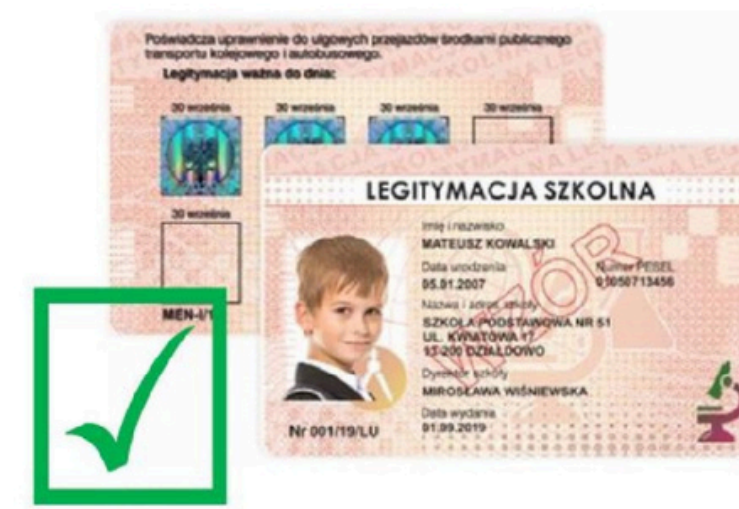 Poświadcza uprawnienie do ulgowych przejazdów środkami publicznego
transportu kolejowego i autobusowego.
Legitymacja ważna do dnia:
30 września 30 września 30 września 30 września
30 września
MEN-I/1
LEGITYMACJA SZKOLNA
Imię i nazwisko
MATEUSZ KOWALSKI
Data urodzenia Numer PESEL
05.01.2007 01050713456
Nazwa i adres szkoły
SZKOŁA PODSTAWOWA NR 51
UL. KWIATOWA 17
13-200 DZIAŁDOWO
Dyrektor szkoły
MIROSŁAWA WIŚNIEWSKA
Data wydania
01.09.2019
Nr 001/19/LU
WZÓR